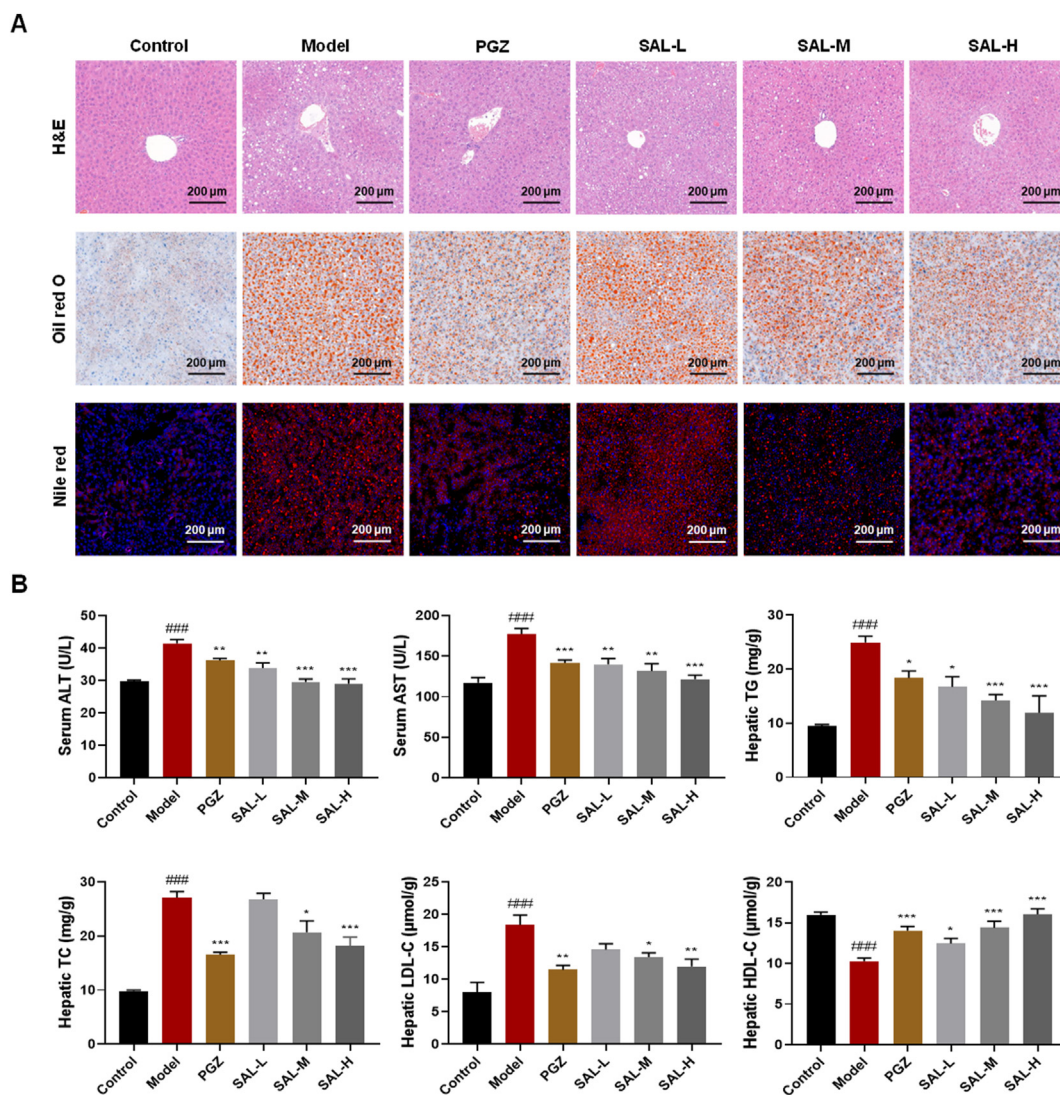 A
Control Model PGZ SAL-L SAL-M SAL-H
H&E
200 µm 200 µm 200 µm 200 µm 200 µm 200 µm
Oil red O
200 µm 200 µm 200 µm 200 µm 200 µm 200 µm
Nile red
200 µm 200 µm 200 µm 200 µm 200 µm 200 µm
B
Serum ALT (U/L)
50
40
30
20
10
0
###
**
**
***
***
Control Model PGZ SAL-L SAL-M SAL-H
Serum AST (U/L)
200
150
100
50
0
###
***
**
**
***
Control Model PGZ SAL-L SAL-M SAL-H
Hepatic TG (mg/g)
30
20
10
0
###
*
*
***
***
Control Model PGZ SAL-L SAL-M SAL-H
Hepatic TC (mg/g)
30
20
10
0
###
***
*
***
Control Model PGZ SAL-L SAL-M SAL-H
Hepatic LDL-C (µmol/g)
25
20
15
10
5
0
###
**
*
**
Control Model PGZ SAL-L SAL-M SAL-H
Hepatic HDL-C (µmol/g)
20
15
10
5
0
###
***
*
***
***
Control Model PGZ SAL-L SAL-M SAL-H